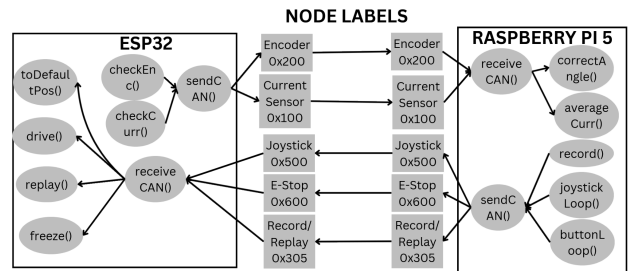 NODE LABELS
ESP32
toDefaul
tPos()
checkEn
c()
sendC
AN()
checkC
urr()
drive()
replay()
receive
CAN()
freeze()
Encoder
0x200
Current
Sensor
0x100
Joystick
0x500
E-Stop
0x600
Record/
Replay
0x305
Encoder
0x200
Current
Sensor
0x100
Joystick
0x500
E-Stop
0x600
Record/
Replay
0x305
RASPBERRY PI 5
receive
CAN()
correctA
ngle()
average
Curr()
record()
sendC
AN()
joystick
Loop()
buttonL
oop()